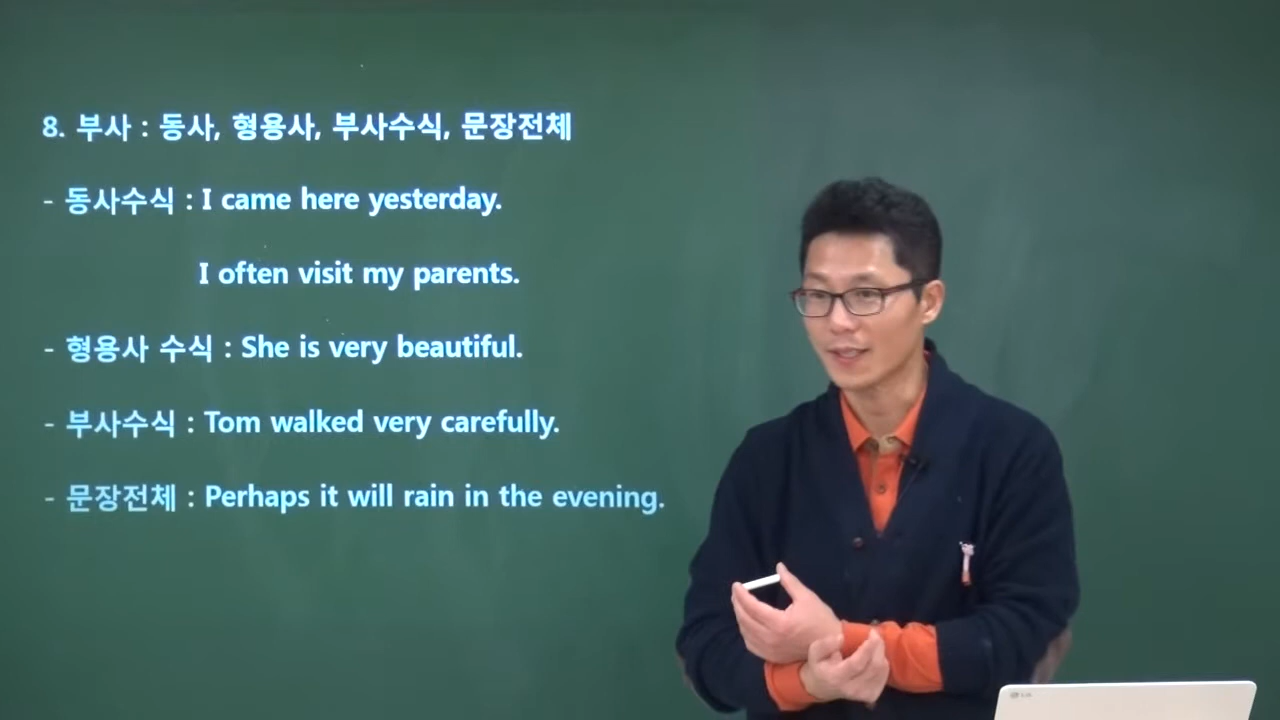 8. 부사 : 동사, 형용사, 부사수식, 문장전체
- 동사수식 : I came here yesterday.
I often visit my parents.
- 형용사 수식 : She is very beautiful.
- 부사수식 : Tom walked very carefully.
- 문장전체 : Perhaps it will rain in the evening.
LG